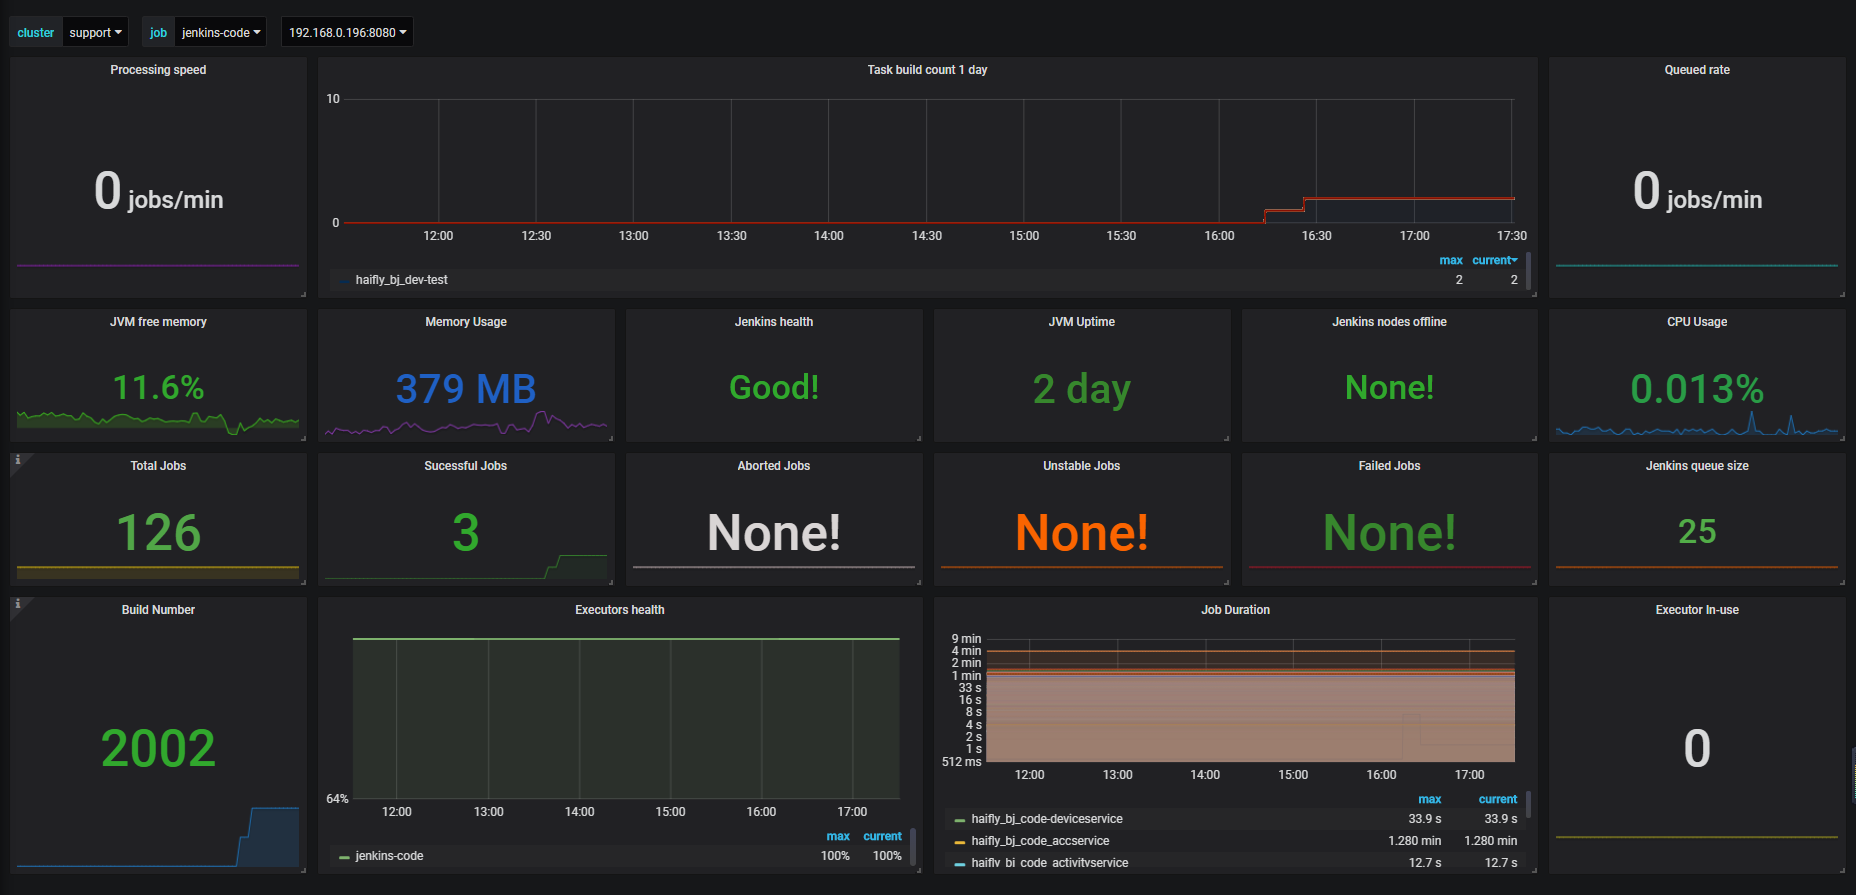 cluster support job jenkins-code 192.168.0.196:8080
Processing speed
0 jobs/min
Task build count 1 day
10
0
12:00 12:30 13:00 13:30 14:00 14:30 15:00 15:30 16:00 16:30 17:00 17:30
max current
haifly_bj_dev-test 2 2
Queued rate
0 jobs/min
JVM free memory
11.6%
Memory Usage
379 MB
Jenkins health
Good!
JVM Uptime
2 day
Jenkins nodes offline
None!
CPU Usage
0.013%
Total Jobs
126
Sucessful Jobs
3
Aborted Jobs
None!
Unstable Jobs
None!
Failed Jobs
None!
Jenkins queue size
25
Build Number
2002
Executors health
64%
12:00 13:00 14:00 15:00 16:00 17:00
max current
jenkins-code 100% 100%
Job Duration
9 min
4 min
2 min
1 min
33 s
16 s
8 s
4 s
2 s
1 s
512 ms
12:00 13:00 14:00 15:00 16:00 17:00
max current
haifly_bj_code-deviceservice 33.9 s 33.9 s
haifly_bj_code_accservice 1.280 min 1.280 min
haifly_bj_code_activityservice 12.7 s 12.7 s
Executor In-use
0